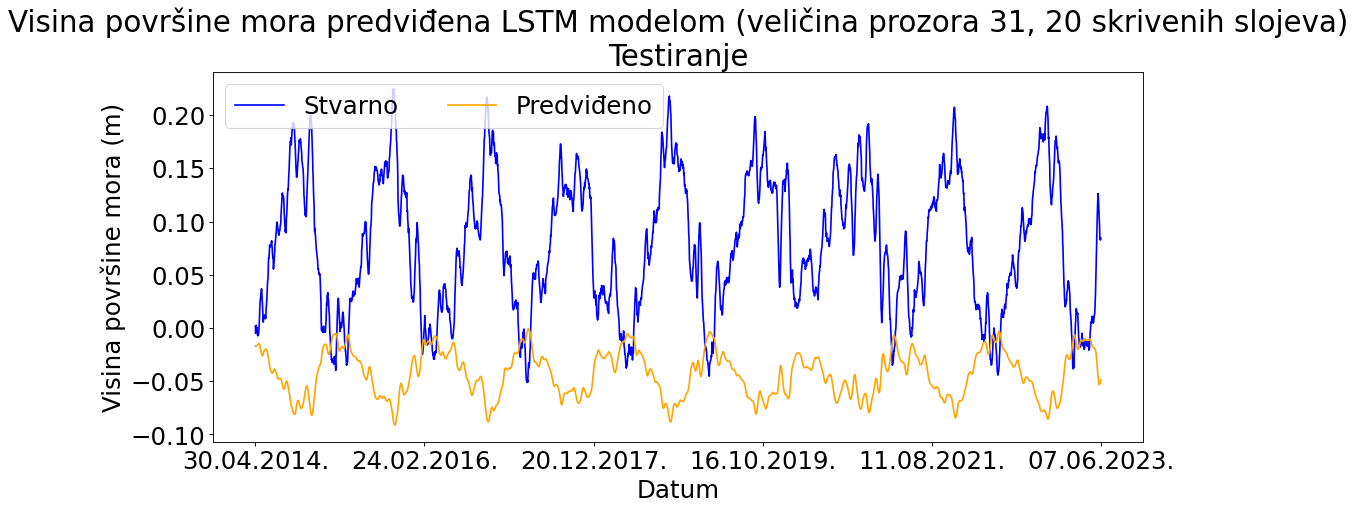 Visina površine mora predviđena LSTM modelom (veličina prozora 31, 20 skrivenih slojeva)
Testiranje
Stvarno Predviđeno
Visina površine mora (m)
0.20
0.15
0.10
0.05
0.00
−0.05
−0.10
30.04.2014. 24.02.2016. 20.12.2017. 16.10.2019. 11.08.2021. 07.06.2023.
Datum